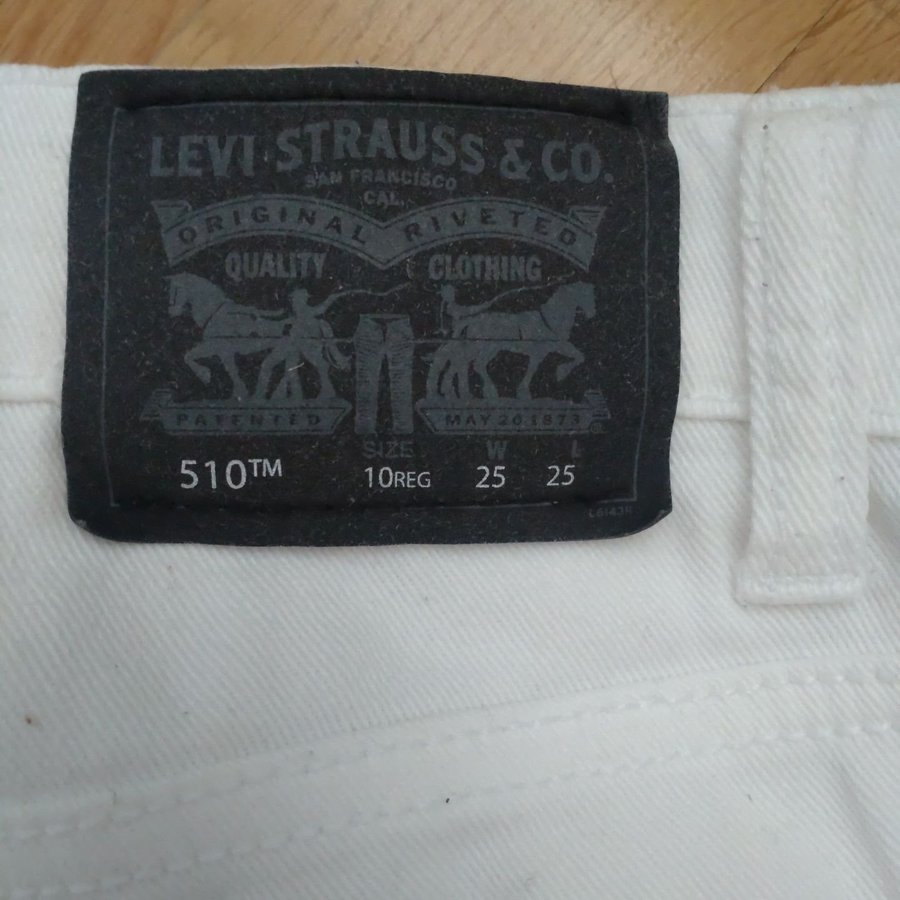 LEVI STRAUSS & CO.
SAN FRANCISCO
CAL.
ORIGINAL RIVETED
QUALITY CLOTHING
PATENTED MAY 20 1873
SIZE W L
510™ 10REG 25 25